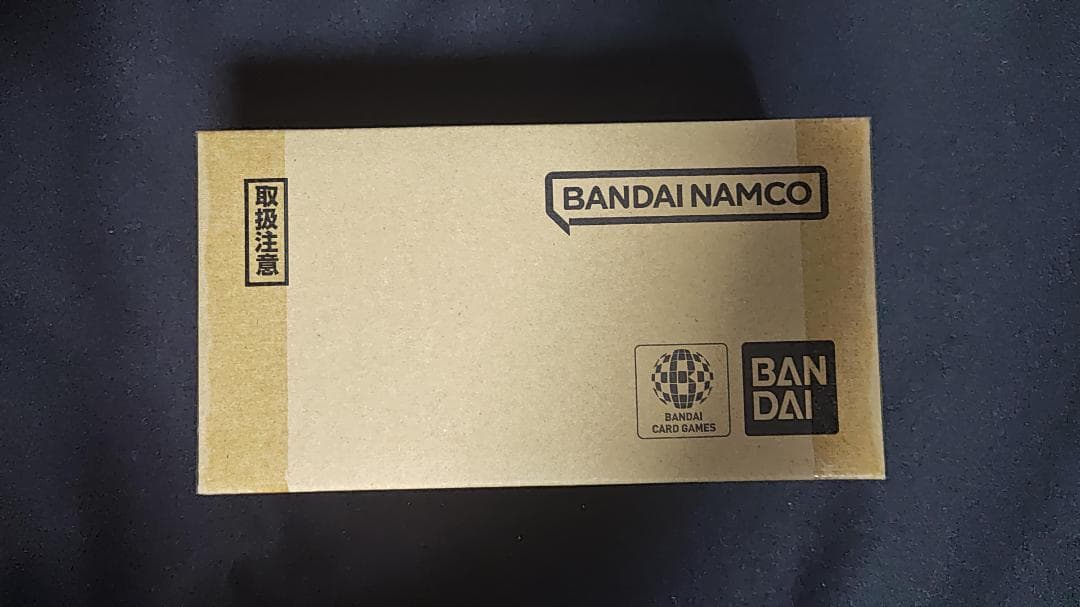 取扱注意
BANDAI NAMCO
BANDAI
CARD GAMES
BAN
DAI